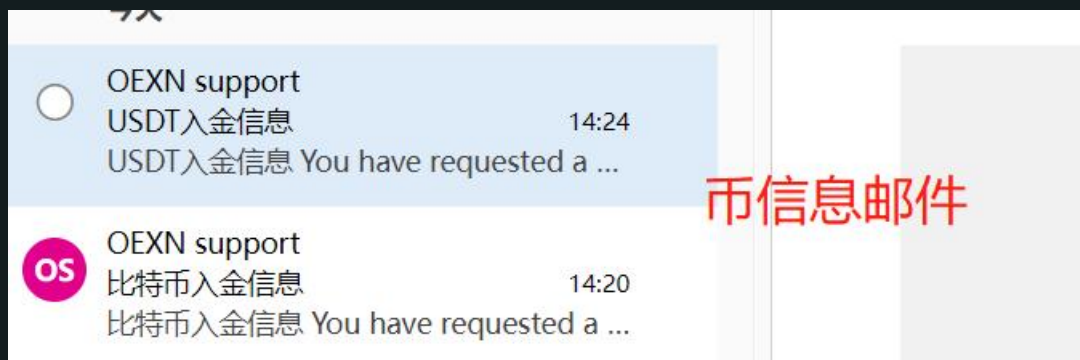 今天
OEXN support
USDT入金信息 14:24
USDT入金信息 You have requested a ...
币信息邮件
OS
OEXN support
比特币入金信息 14:20
比特币入金信息 You have requested a ...